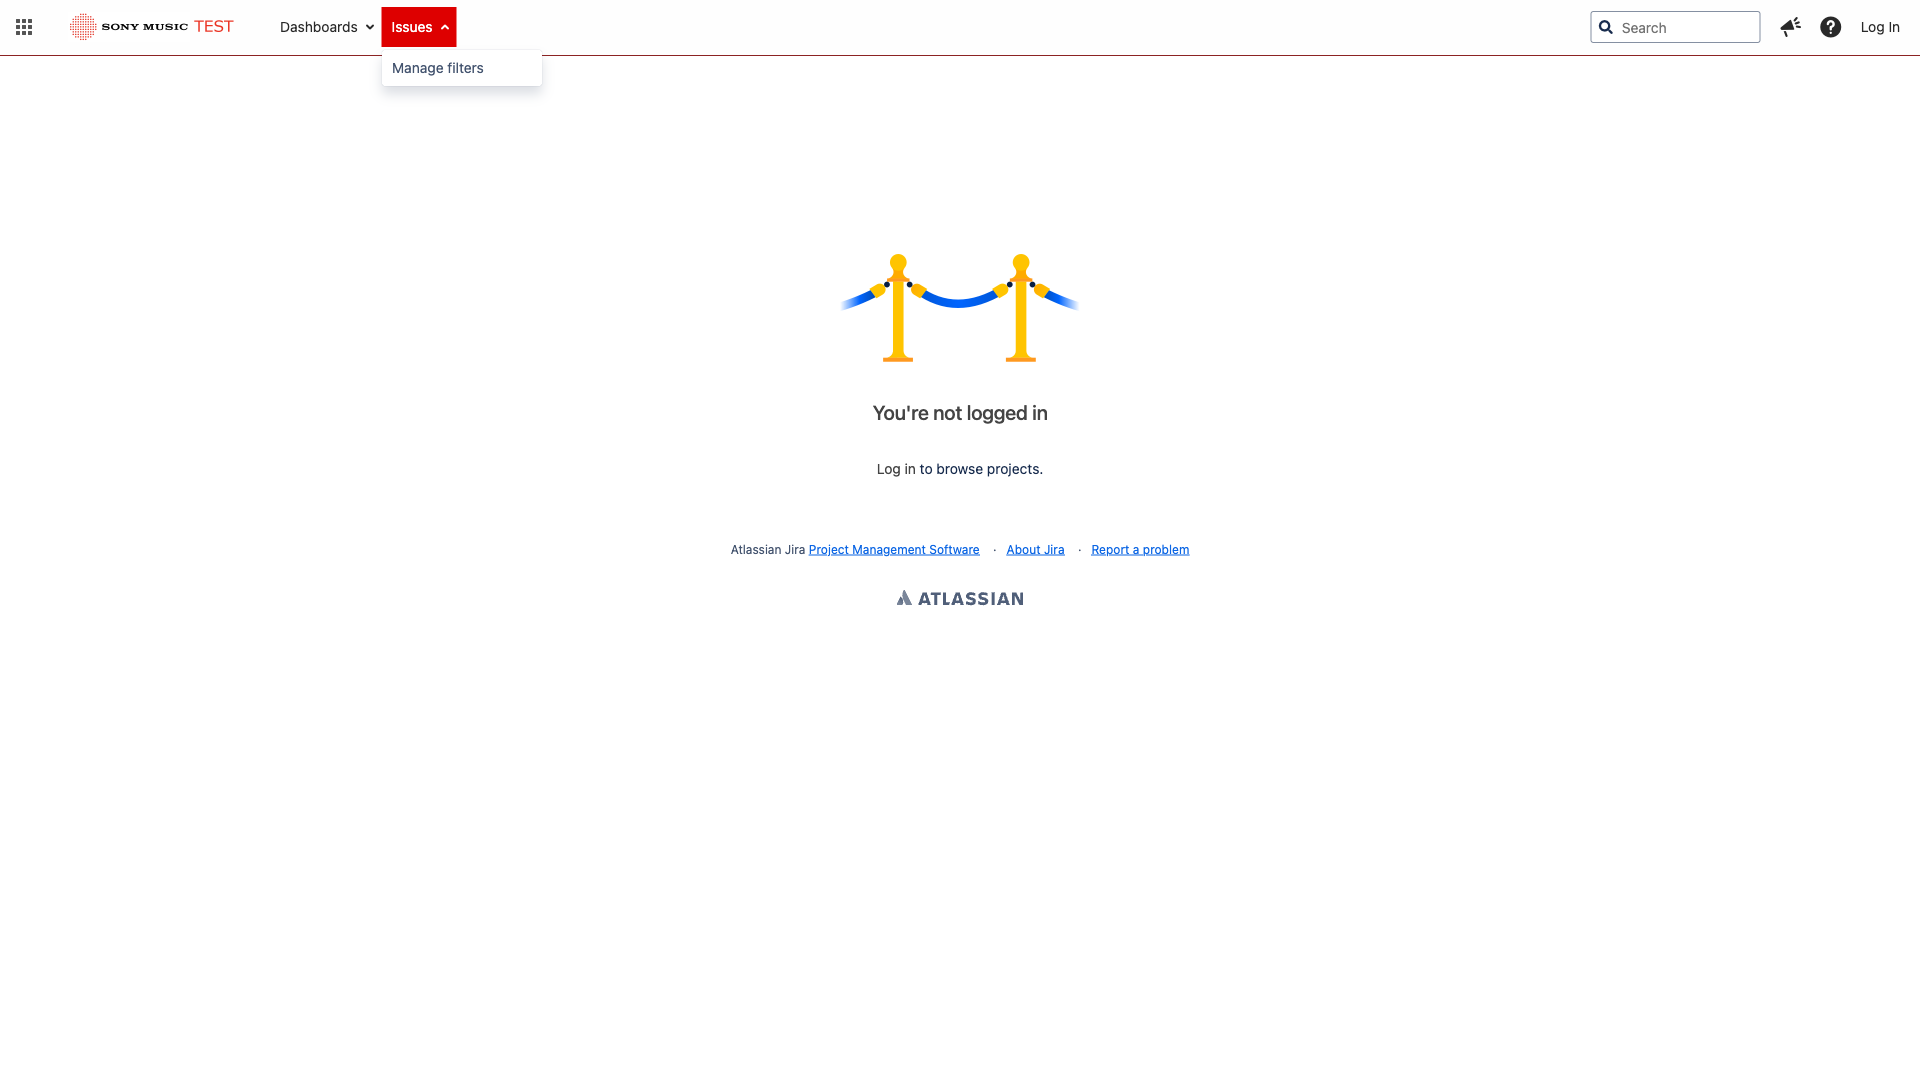 SONY MUSIC TEST
Dashboards
Issues
Search
Log In
Manage filters
You're not logged in
Log in to browse projects.
Atlassian Jira Project Management Software · About Jira · Report a problem
ATLASSIAN